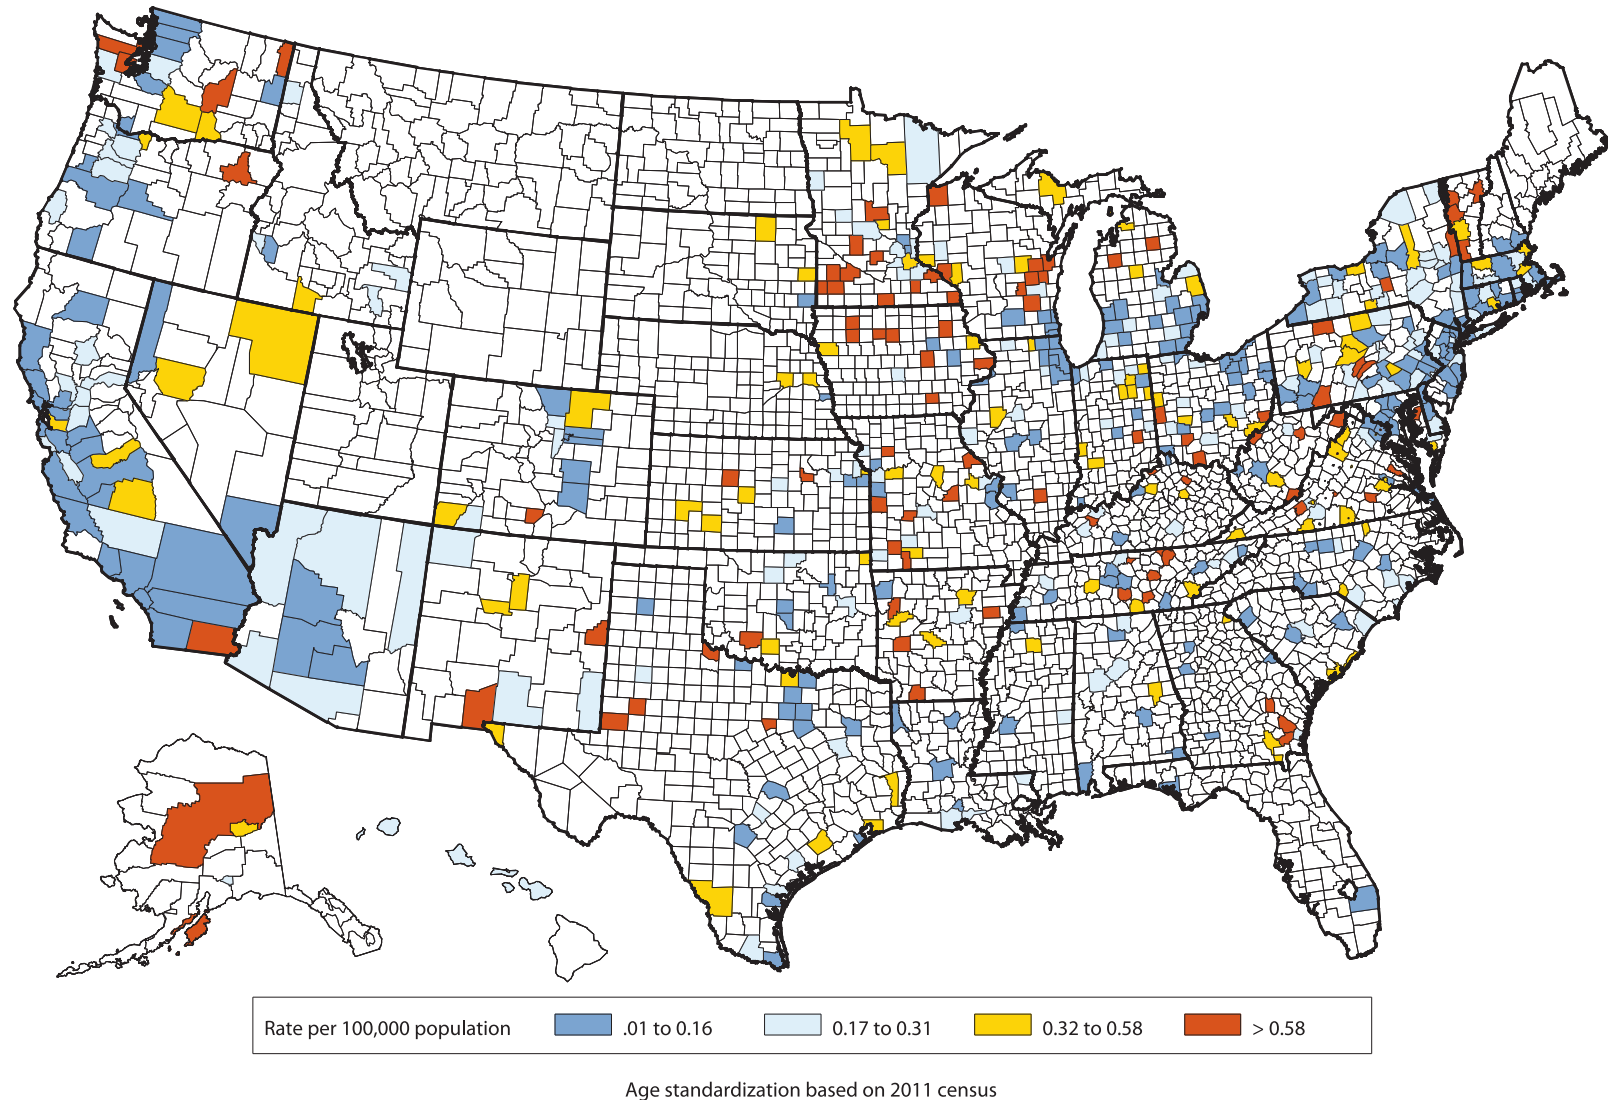 Rate per 100,000 population .01 to 0.16 0.17 to 0.31 0.32 to 0.58 > 0.58
Age standardization based on 2011 census